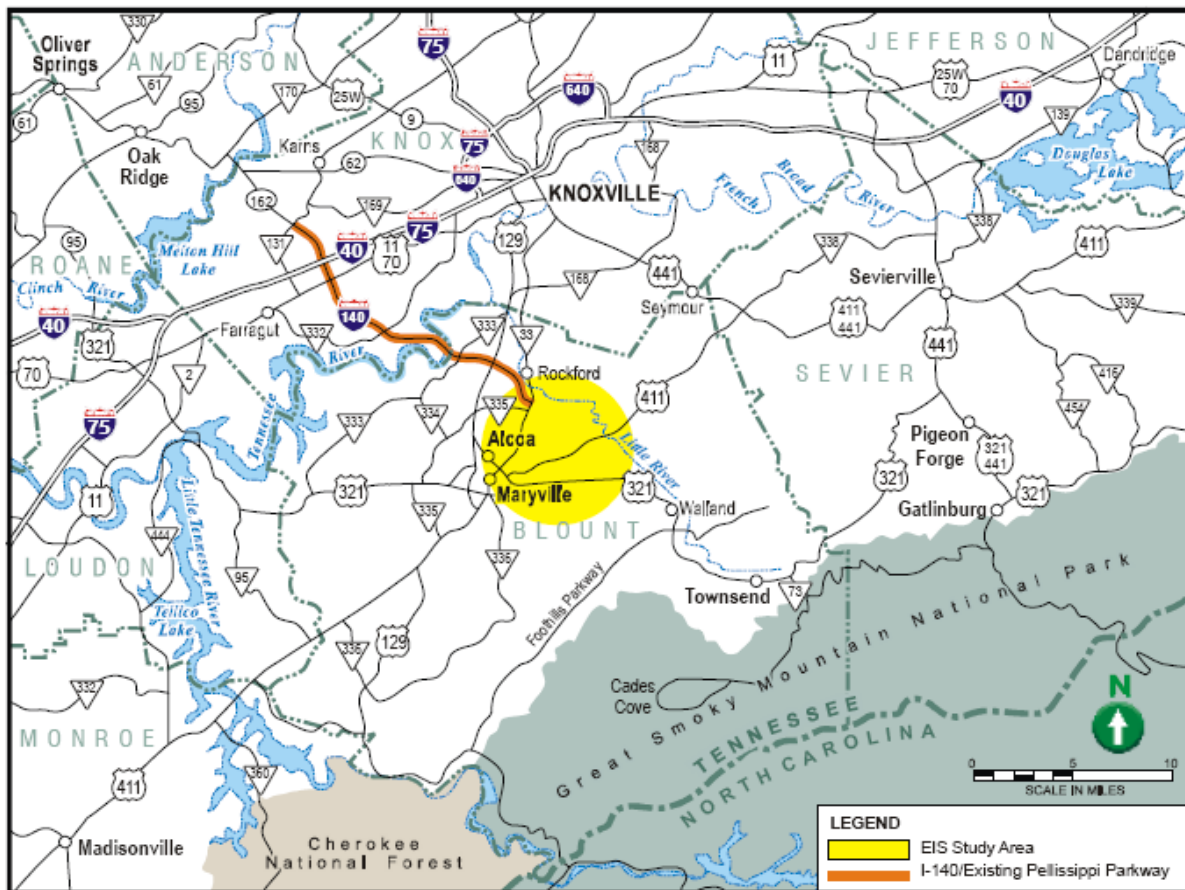 330
Oliver
Springs
ANDERSON
61
95
170
61
Oak
Ridge
75
25W
9
640
11
JEFFERSON
25W
70
Dandridge
40
139
Douglas
Lake
KNOX
75
640
Karns
62
168
162
169
KNOXVILLE
French
Broad
River
131
40
75
11
70
129
338
95
Melton Hill
Lake
ROANE
Clinch
River
168
441
338
411
Sevierville
Seymour
411
441
339
40
321
Farragut
140
332
333
33
441
70
2
River
Rockford
SEVIER
416
Tennessee
333
334
335
411
454
75
Alcoa
Little River
Pigeon
Forge
321
441
321
11
321
Maryville
321
Walland
Gatlinburg
321
335
BLOUNT
444
Little Tennessee River
LOUDON
95
336
Townsend
73
Foothills Parkway
Tellico
Lake
129
336
Cades
Cove
Great Smoky Mountain National Park
TENNESSEE
NORTH CAROLINA
N
332
MONROE
411
360
0
5
10
SCALE IN MILES
Madisonville
Cherokee
National Forest
LEGEND
EIS Study Area
I-140/Existing Pellissippi Parkway